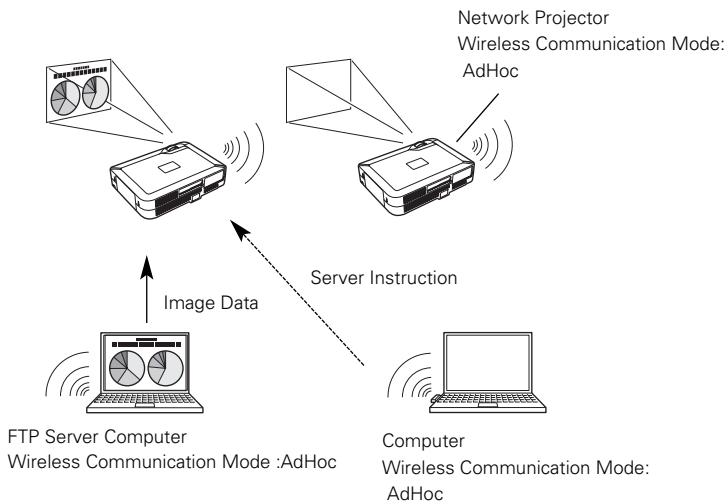 Network Projector
Wireless Communication Mode:
AdHoc
Server Instruction
Image Data
FTP Server Computer
Wireless Communication Mode :AdHoc
Computer
Wireless Communication Mode:
AdHoc